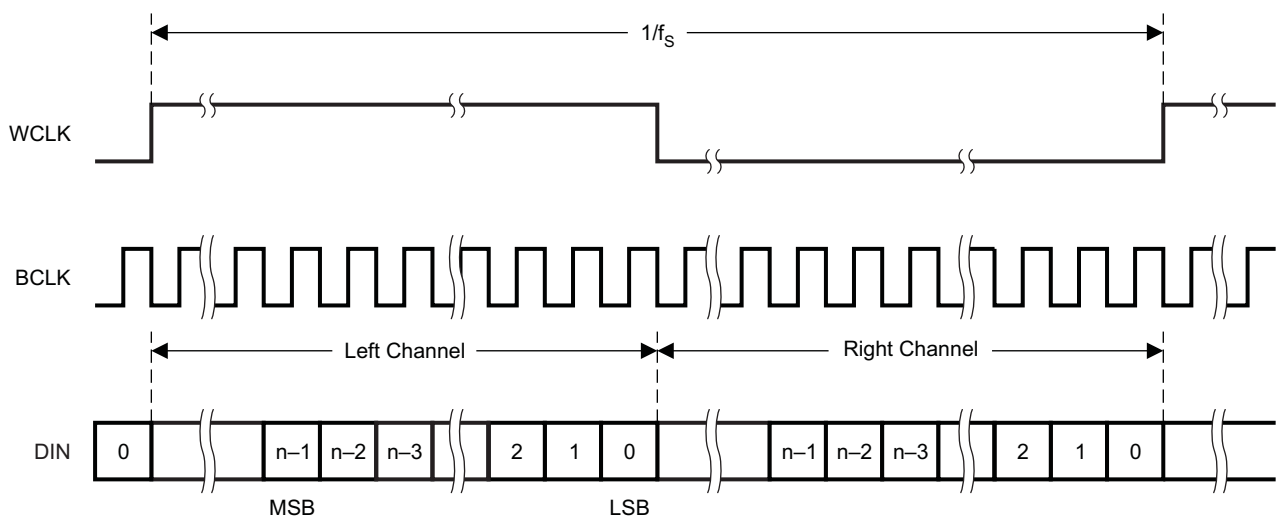 1/fS
WCLK
BCLK
Left Channel
Right Channel
DIN
0 n–1 n–2 n–3 2 1 0 n–1 n–2 n–3 2 1 0
MSB LSB